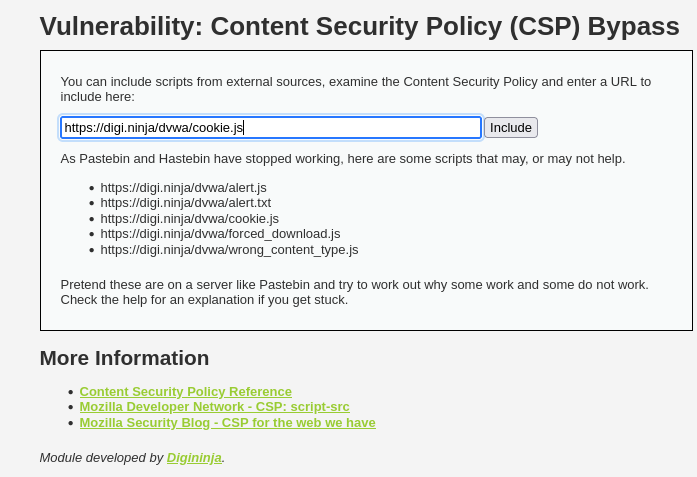 Vulnerability: Content Security Policy (CSP) Bypass
You can include scripts from external sources, examine the Content Security Policy and enter a URL to
include here:
https://digi.ninja/dvwa/cookie.js Include
As Pastebin and Hastebin have stopped working, here are some scripts that may, or may not help.
• https://digi.ninja/dvwa/alert.js
• https://digi.ninja/dvwa/alert.txt
• https://digi.ninja/dvwa/cookie.js
• https://digi.ninja/dvwa/forced_download.js
• https://digi.ninja/dvwa/wrong_content_type.js
Pretend these are on a server like Pastebin and try to work out why some work and some do not work.
Check the help for an explanation if you get stuck.
More Information
• Content Security Policy Reference
• Mozilla Developer Network - CSP: script-src
• Mozilla Security Blog - CSP for the web we have
Module developed by Digininja.